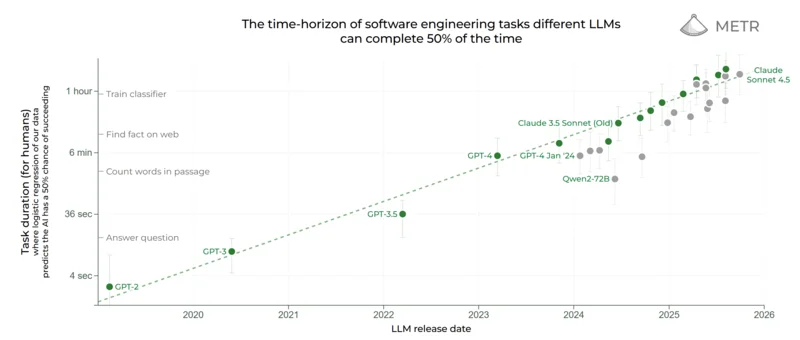 The time-horizon of software engineering tasks different LLMs
can complete 50% of the time
METR
Task duration (for humans)
where logistic regression of our data
predicts the AI has a 50% chance of succeeding
1 hour
6 min
36 sec
4 sec
Train classifier
Find fact on web
Count words in passage
Answer question
GPT-2
GPT-3
GPT-3.5
GPT-4
GPT-4 Jan '24
Claude 3.5 Sonnet (Old)
Qwen2-72B
Claude
Sonnet 4.5
2020
2021
2022
2023
2024
2025
2026
LLM release date